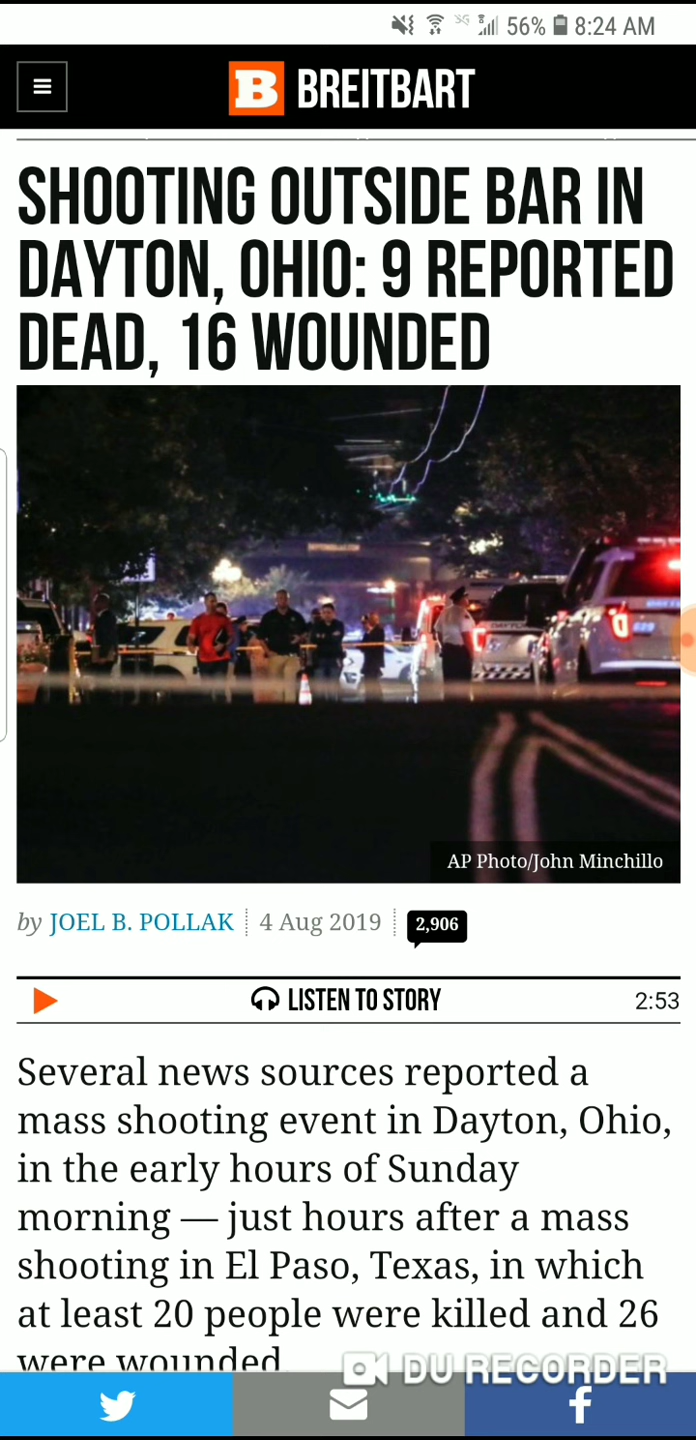 3G 56% 8:24 AM
B BREITBART
SHOOTING OUTSIDE BAR IN
DAYTON, OHIO: 9 REPORTED
DEAD, 16 WOUNDED
AP Photo/John Minchillo
by JOEL B. POLLAK 4 Aug 2019 2,906
LISTEN TO STORY 2:53
Several news sources reported a
mass shooting event in Dayton, Ohio,
in the early hours of Sunday
morning — just hours after a mass
shooting in El Paso, Texas, in which
at least 20 people were killed and 26
were wounded.
DU RECORDER
f